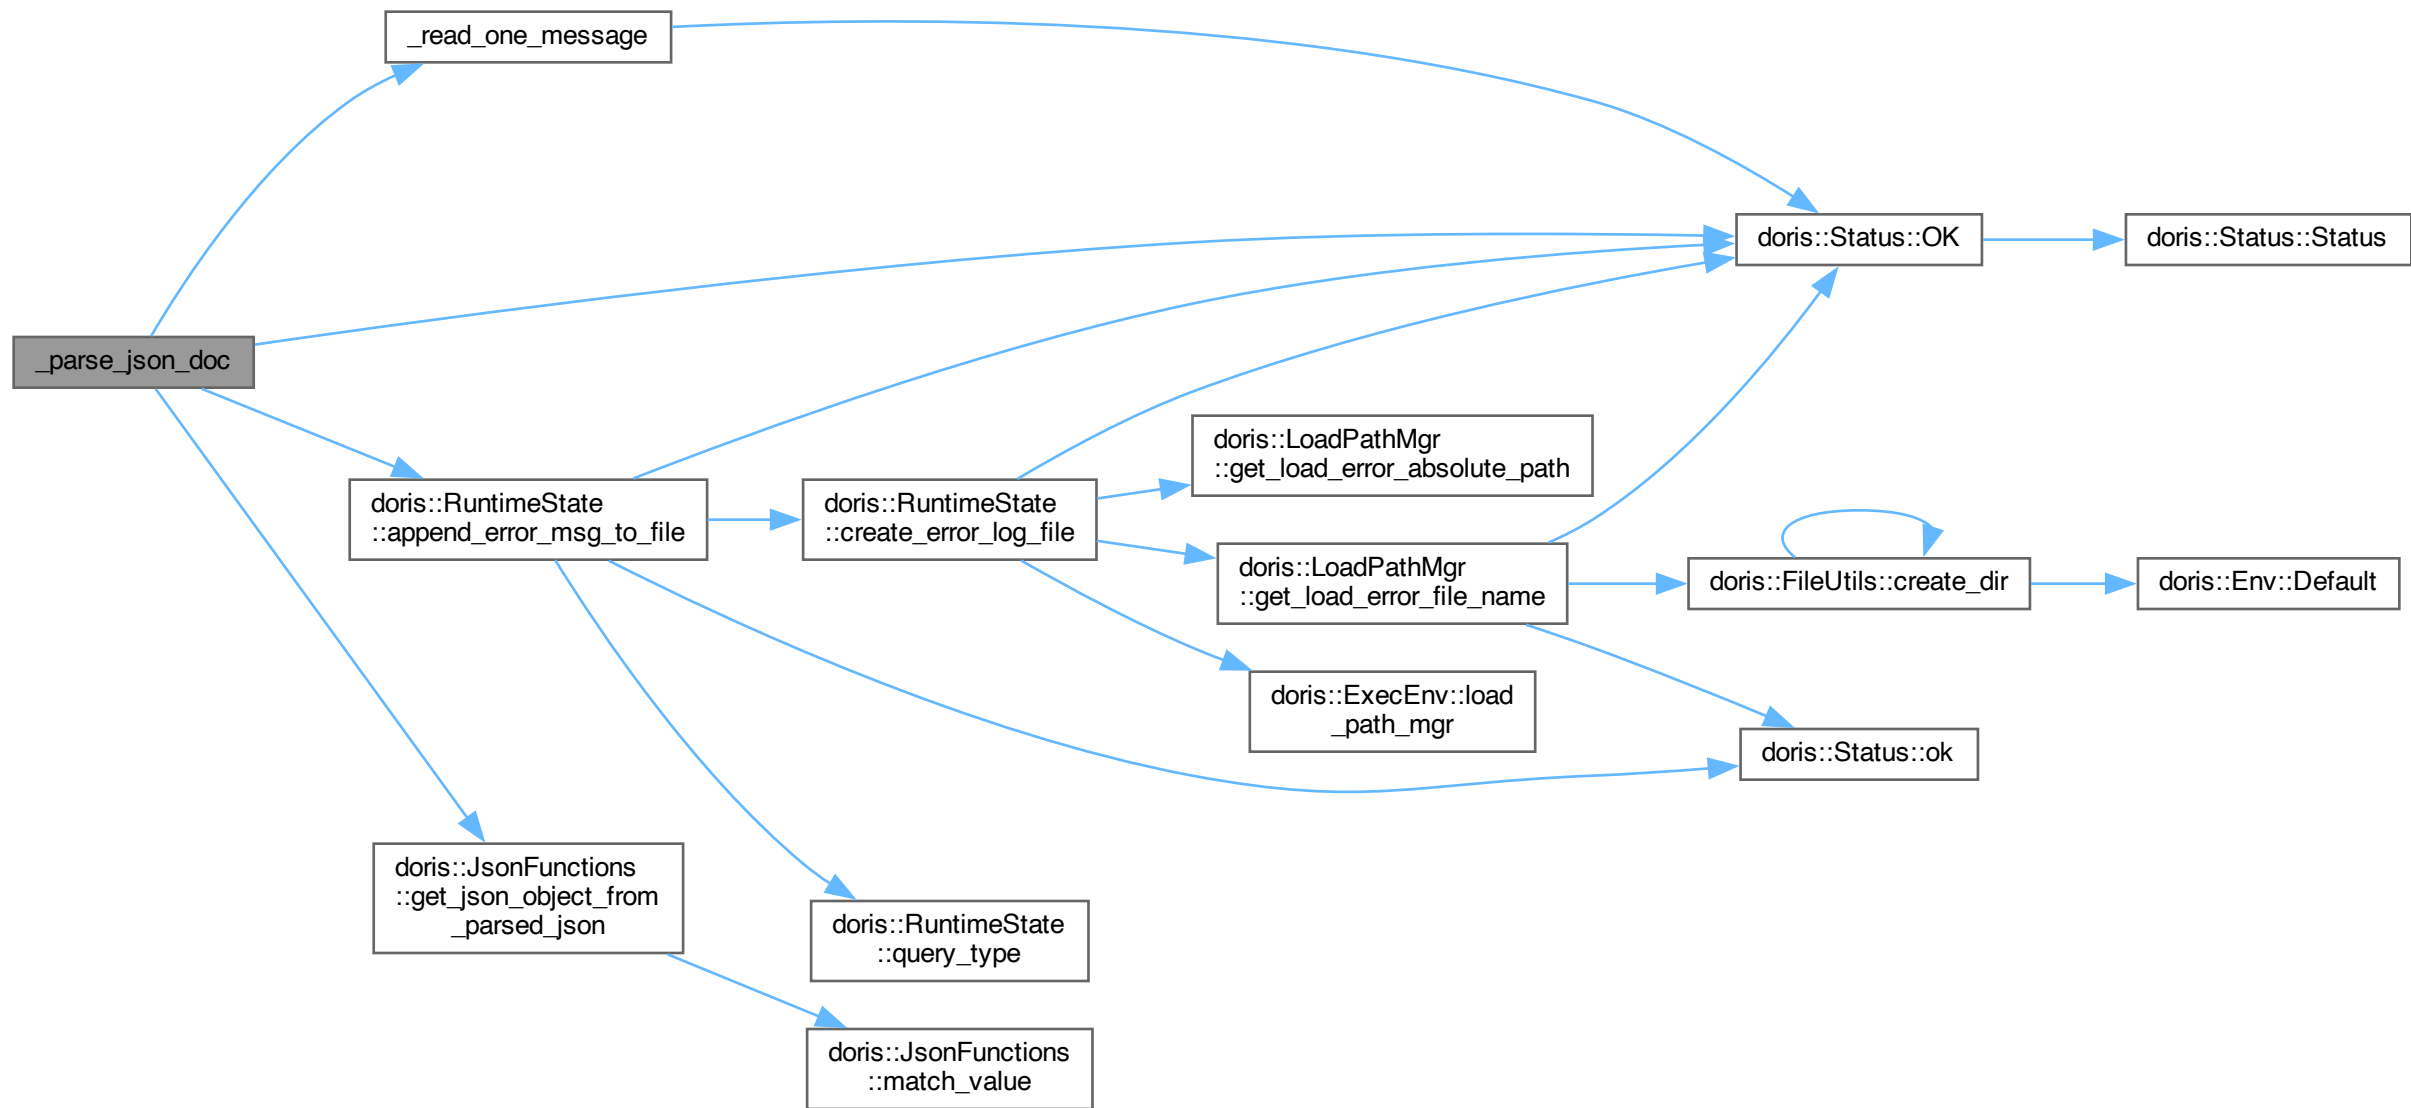 _read_one_message
doris::Status::OK
doris::Status::Status
_parse_json_doc
doris::LoadPathMgr
::get_load_error_absolute_path
doris::RuntimeState
::append_error_msg_to_file
doris::RuntimeState
::create_error_log_file
doris::LoadPathMgr
::get_load_error_file_name
doris::FileUtils::create_dir
doris::Env::Default
doris::ExecEnv::load
_path_mgr
doris::Status::ok
doris::JsonFunctions
::get_json_object_from
_parsed_json
doris::RuntimeState
::query_type
doris::JsonFunctions
::match_value